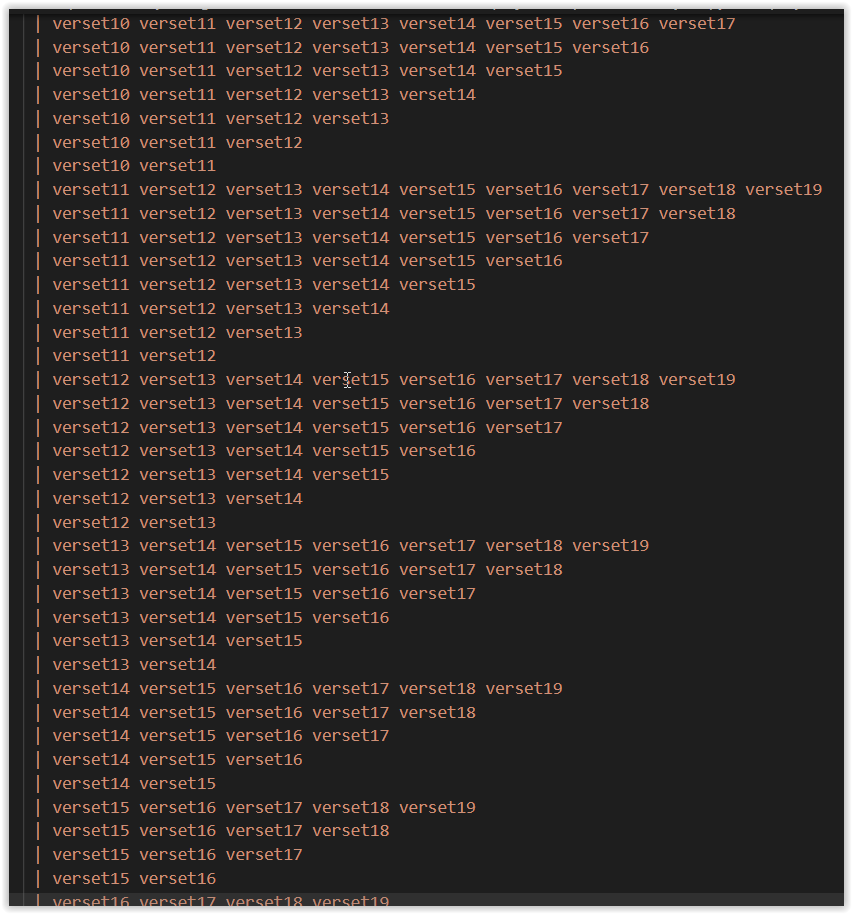 | verset10 verset11 verset12 verset13 verset14 verset15 verset16 verset17
| verset10 verset11 verset12 verset13 verset14 verset15 verset16
| verset10 verset11 verset12 verset13 verset14 verset15
| verset10 verset11 verset12 verset13 verset14
| verset10 verset11 verset12 verset13
| verset10 verset11 verset12
| verset10 verset11
| verset11 verset12 verset13 verset14 verset15 verset16 verset17 verset18 verset19
| verset11 verset12 verset13 verset14 verset15 verset16 verset17 verset18
| verset11 verset12 verset13 verset14 verset15 verset16 verset17
| verset11 verset12 verset13 verset14 verset15 verset16
| verset11 verset12 verset13 verset14 verset15
| verset11 verset12 verset13 verset14
| verset11 verset12 verset13
| verset11 verset12
| verset12 verset13 verset14 verset15 verset16 verset17 verset18 verset19
| verset12 verset13 verset14 verset15 verset16 verset17 verset18
| verset12 verset13 verset14 verset15 verset16 verset17
| verset12 verset13 verset14 verset15 verset16
| verset12 verset13 verset14 verset15
| verset12 verset13 verset14
| verset12 verset13
| verset13 verset14 verset15 verset16 verset17 verset18 verset19
| verset13 verset14 verset15 verset16 verset17 verset18
| verset13 verset14 verset15 verset16 verset17
| verset13 verset14 verset15 verset16
| verset13 verset14 verset15
| verset13 verset14
| verset14 verset15 verset16 verset17 verset18 verset19
| verset14 verset15 verset16 verset17 verset18
| verset14 verset15 verset16 verset17
| verset14 verset15 verset16
| verset14 verset15
| verset15 verset16 verset17 verset18 verset19
| verset15 verset16 verset17 verset18
| verset15 verset16 verset17
| verset15 verset16
| verset16 verset17 verset18 verset19